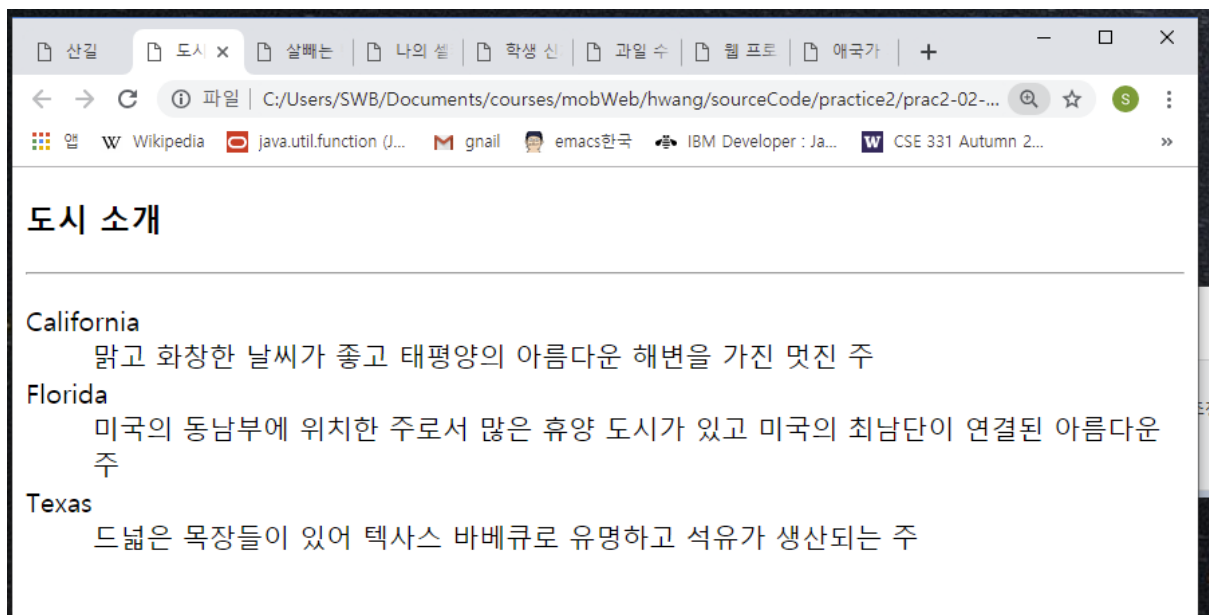 산길 도시 살빼는 나의 셀 학생 신 과일 수 웹 프로 애국가
파일 C:/Users/SWB/Documents/courses/mobWeb/hwang/sourceCode/practice2/prac2-02-... S
앱 W Wikipedia java.util.function (J... gnail emacs한국 IBM Developer : Ja... W CSE 331 Autumn 2... »
도시 소개
California
맑고 화창한 날씨가 좋고 태평양의 아름다운 해변을 가진 멋진 주
Florida
미국의 동남부에 위치한 주로서 많은 휴양 도시가 있고 미국의 최남단이 연결된 아름다운
주
Texas
드넓은 목장들이 있어 텍사스 바베큐로 유명하고 석유가 생산되는 주